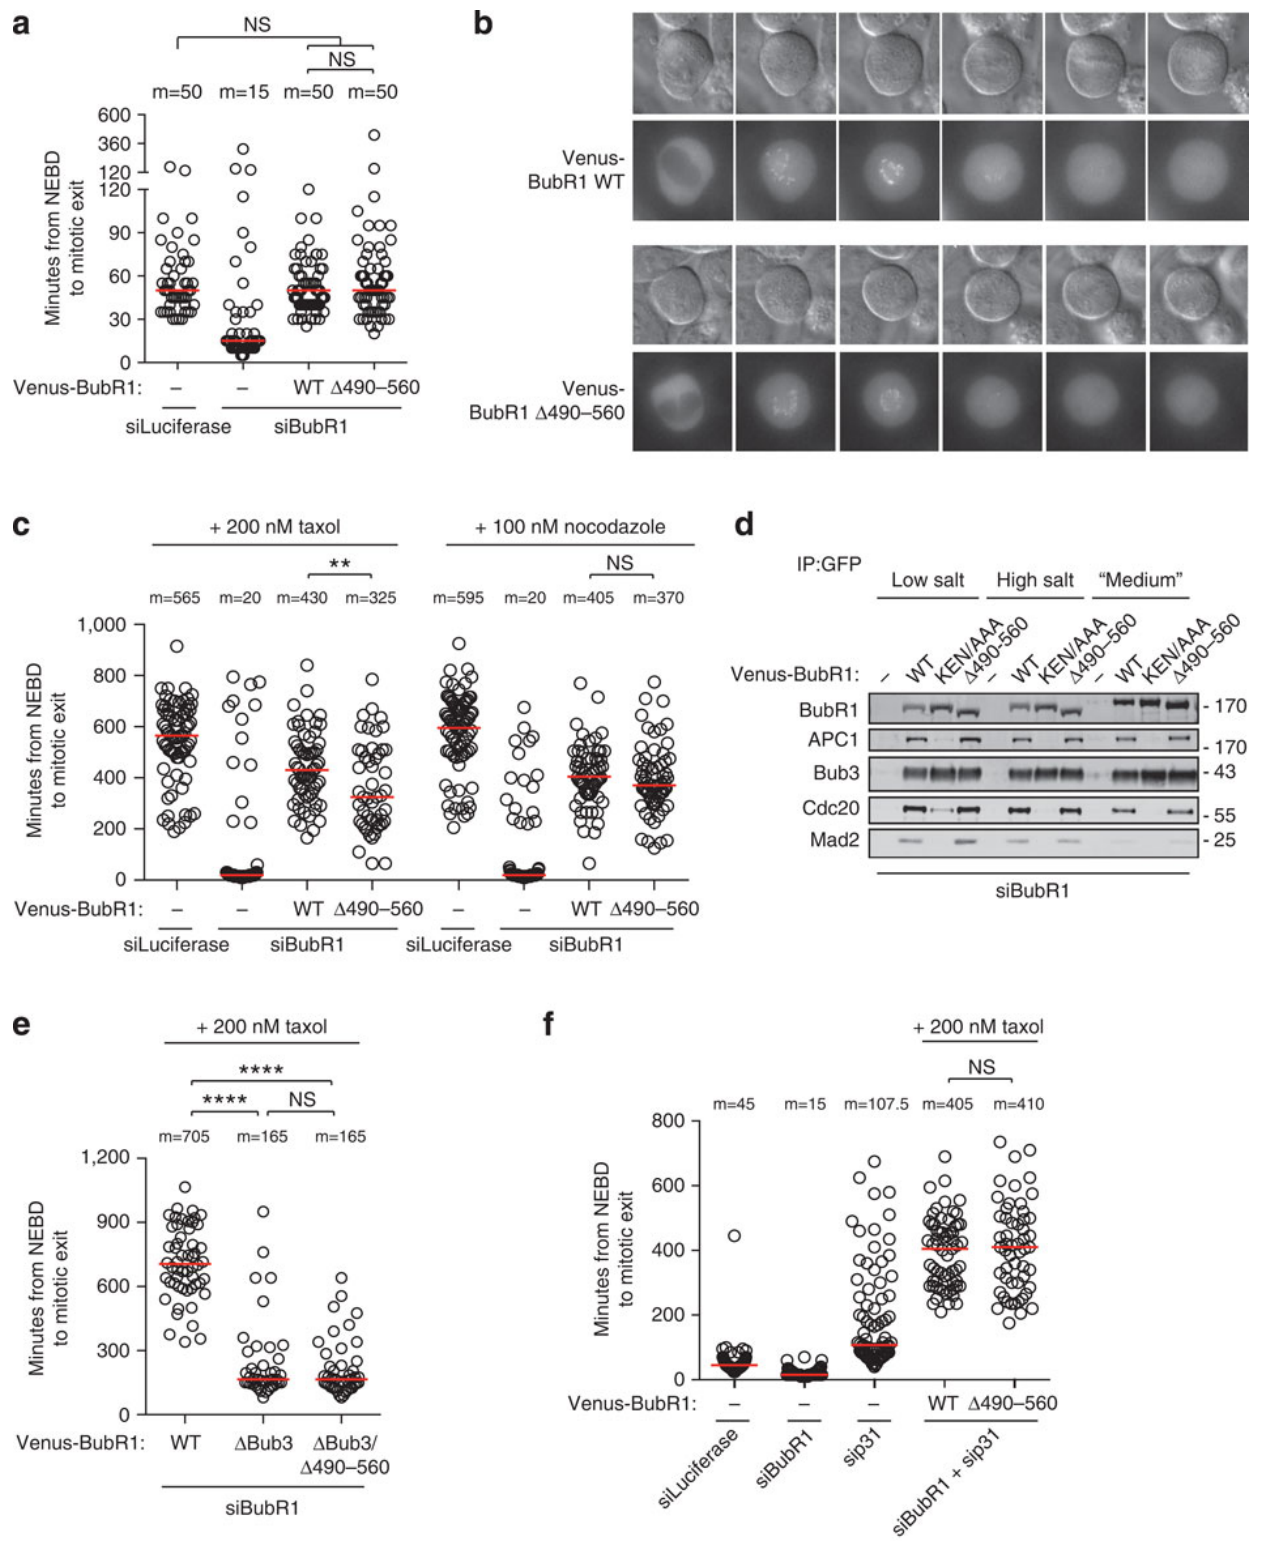 a
NS
NS
m=50 m=15 m=50 m=50
600
360
120
120
90
60
30
0
Minutes from NEBD
to mitotic exit
Venus-BubR1: – – WT Δ490–560
siLuciferase siBubR1
b
Venus-
BubR1 WT
Venus-
BubR1 Δ490–560
c
+ 200 nM taxol + 100 nM nocodazole
** NS
m=565 m=20 m=430 m=325 m=595 m=20 m=405 m=370
1,000
800
600
400
200
0
Minutes from NEBD
to mitotic exit
Venus-BubR1: – – WT Δ490–560 – – WT Δ490–560
siLuciferase siBubR1 siLuciferase siBubR1
d
IP:GFP
Low salt High salt “Medium”
Venus-BubR1: – WT KEN/AAA Δ490-560 – WT KEN/AAA Δ490–560 – WT KEN/AAA Δ490–560
BubR1 - 170
APC1 - 170
Bub3 - 43
Cdc20 - 55
Mad2 - 25
siBubR1
e
+ 200 nM taxol
****
**** NS
m=705 m=165 m=165
1,200
900
600
300
0
Minutes from NEBD
to mitotic exit
Venus-BubR1: WT ΔBub3 ΔBub3/
Δ490–560
siBubR1
f
+ 200 nM taxol
NS
m=45 m=15 m=107.5 m=405 m=410
800
600
400
200
0
Minutes from NEBD
to mitotic exit
Venus-BubR1: – – – WT Δ490–560
siLuciferase siBubR1 sip31 siBubR1 + sip31